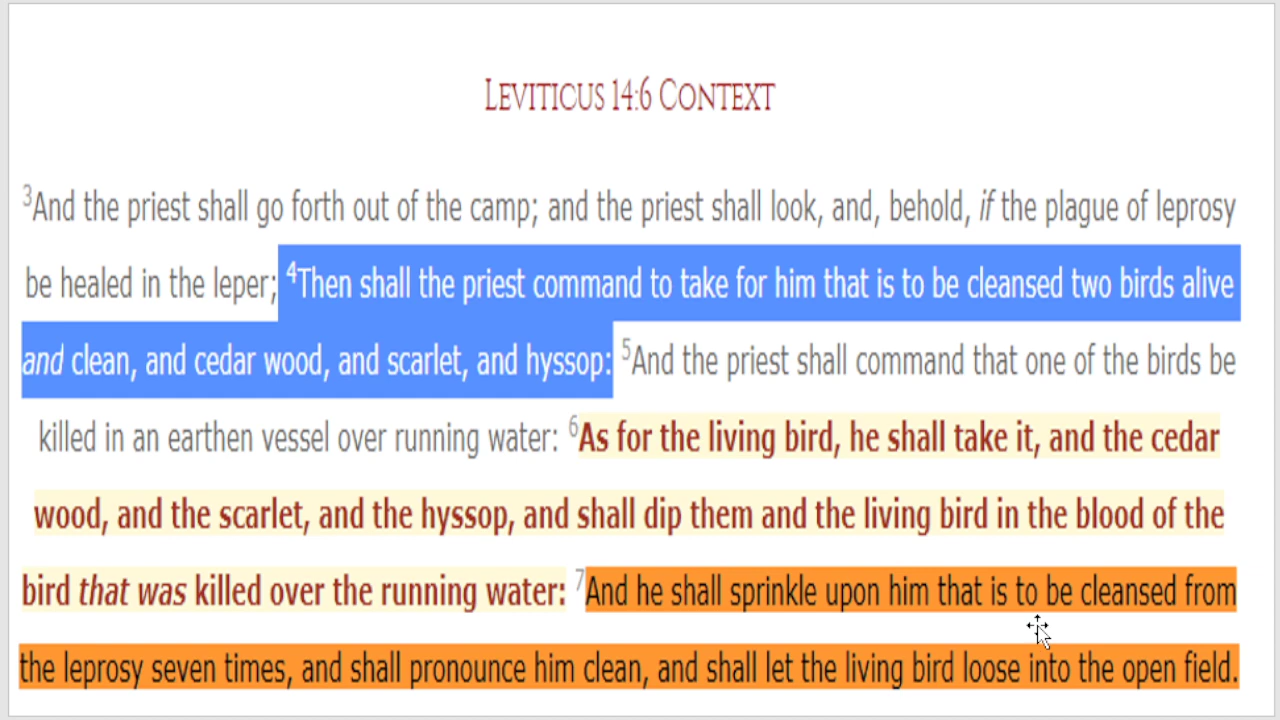 LEVITICUS 14:6 CONTEXT
3And the priest shall go forth out of the camp; and the priest shall look, and, behold, if the plague of leprosy
be healed in the leper; 4Then shall the priest command to take for him that is to be cleansed two birds alive
and clean, and cedar wood, and scarlet, and hyssop: 5And the priest shall command that one of the birds be
killed in an earthen vessel over running water: 6As for the living bird, he shall take it, and the cedar
wood, and the scarlet, and the hyssop, and shall dip them and the living bird in the blood of the
bird that was killed over the running water: 7And he shall sprinkle upon him that is to be cleansed from
the leprosy seven times, and shall pronounce him clean, and shall let the living bird loose into the open field.